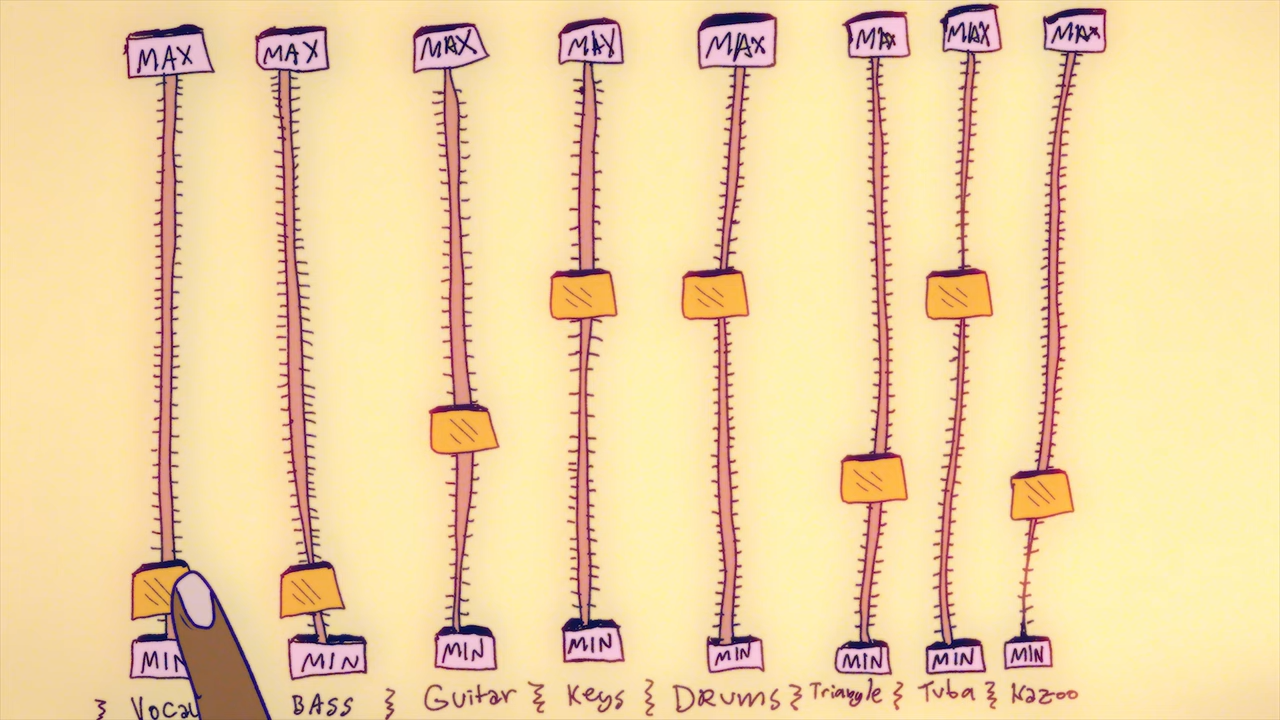 MAX MAX MAX MAX MAX MAX MAX MAX
MIN MIN MIN MIN MIN MIN MIN MIN
} Vocal BASS } Guitar } Keys } DRUMS } Triangle { Tuba } Kazoo